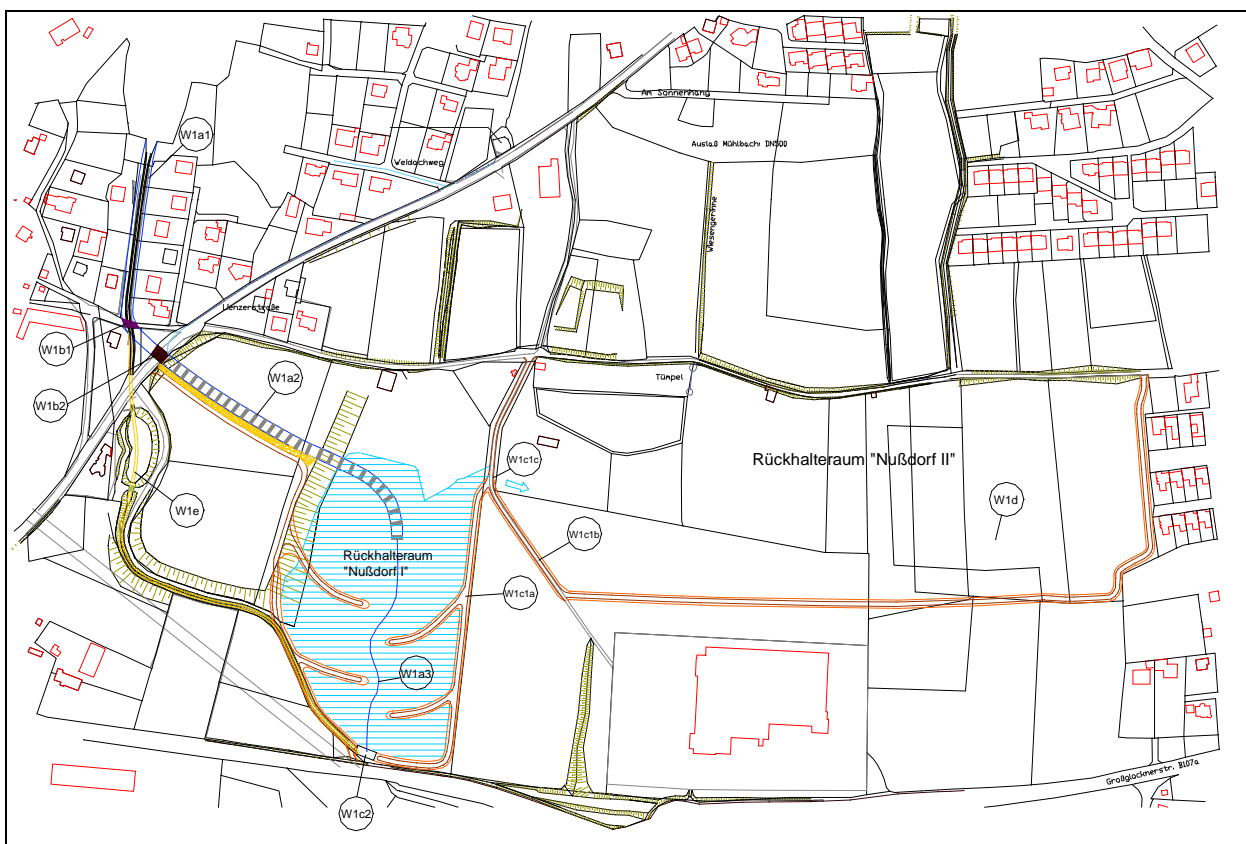 Am Sonnenhang
W1a1
Auslaß Mühlbach: DN500
Weidachweg
Wiesengerinne
Lienzerstraße
W1b1
W1a2
Tümpel
W1b2
Rückhalteraum "Nußdorf II"
W1c1c
W1d
W1e
W1c1b
Rückhalteraum
"Nußdorf I"
W1c1a
W1a3
Großglocknerstr. B107a
W1c2